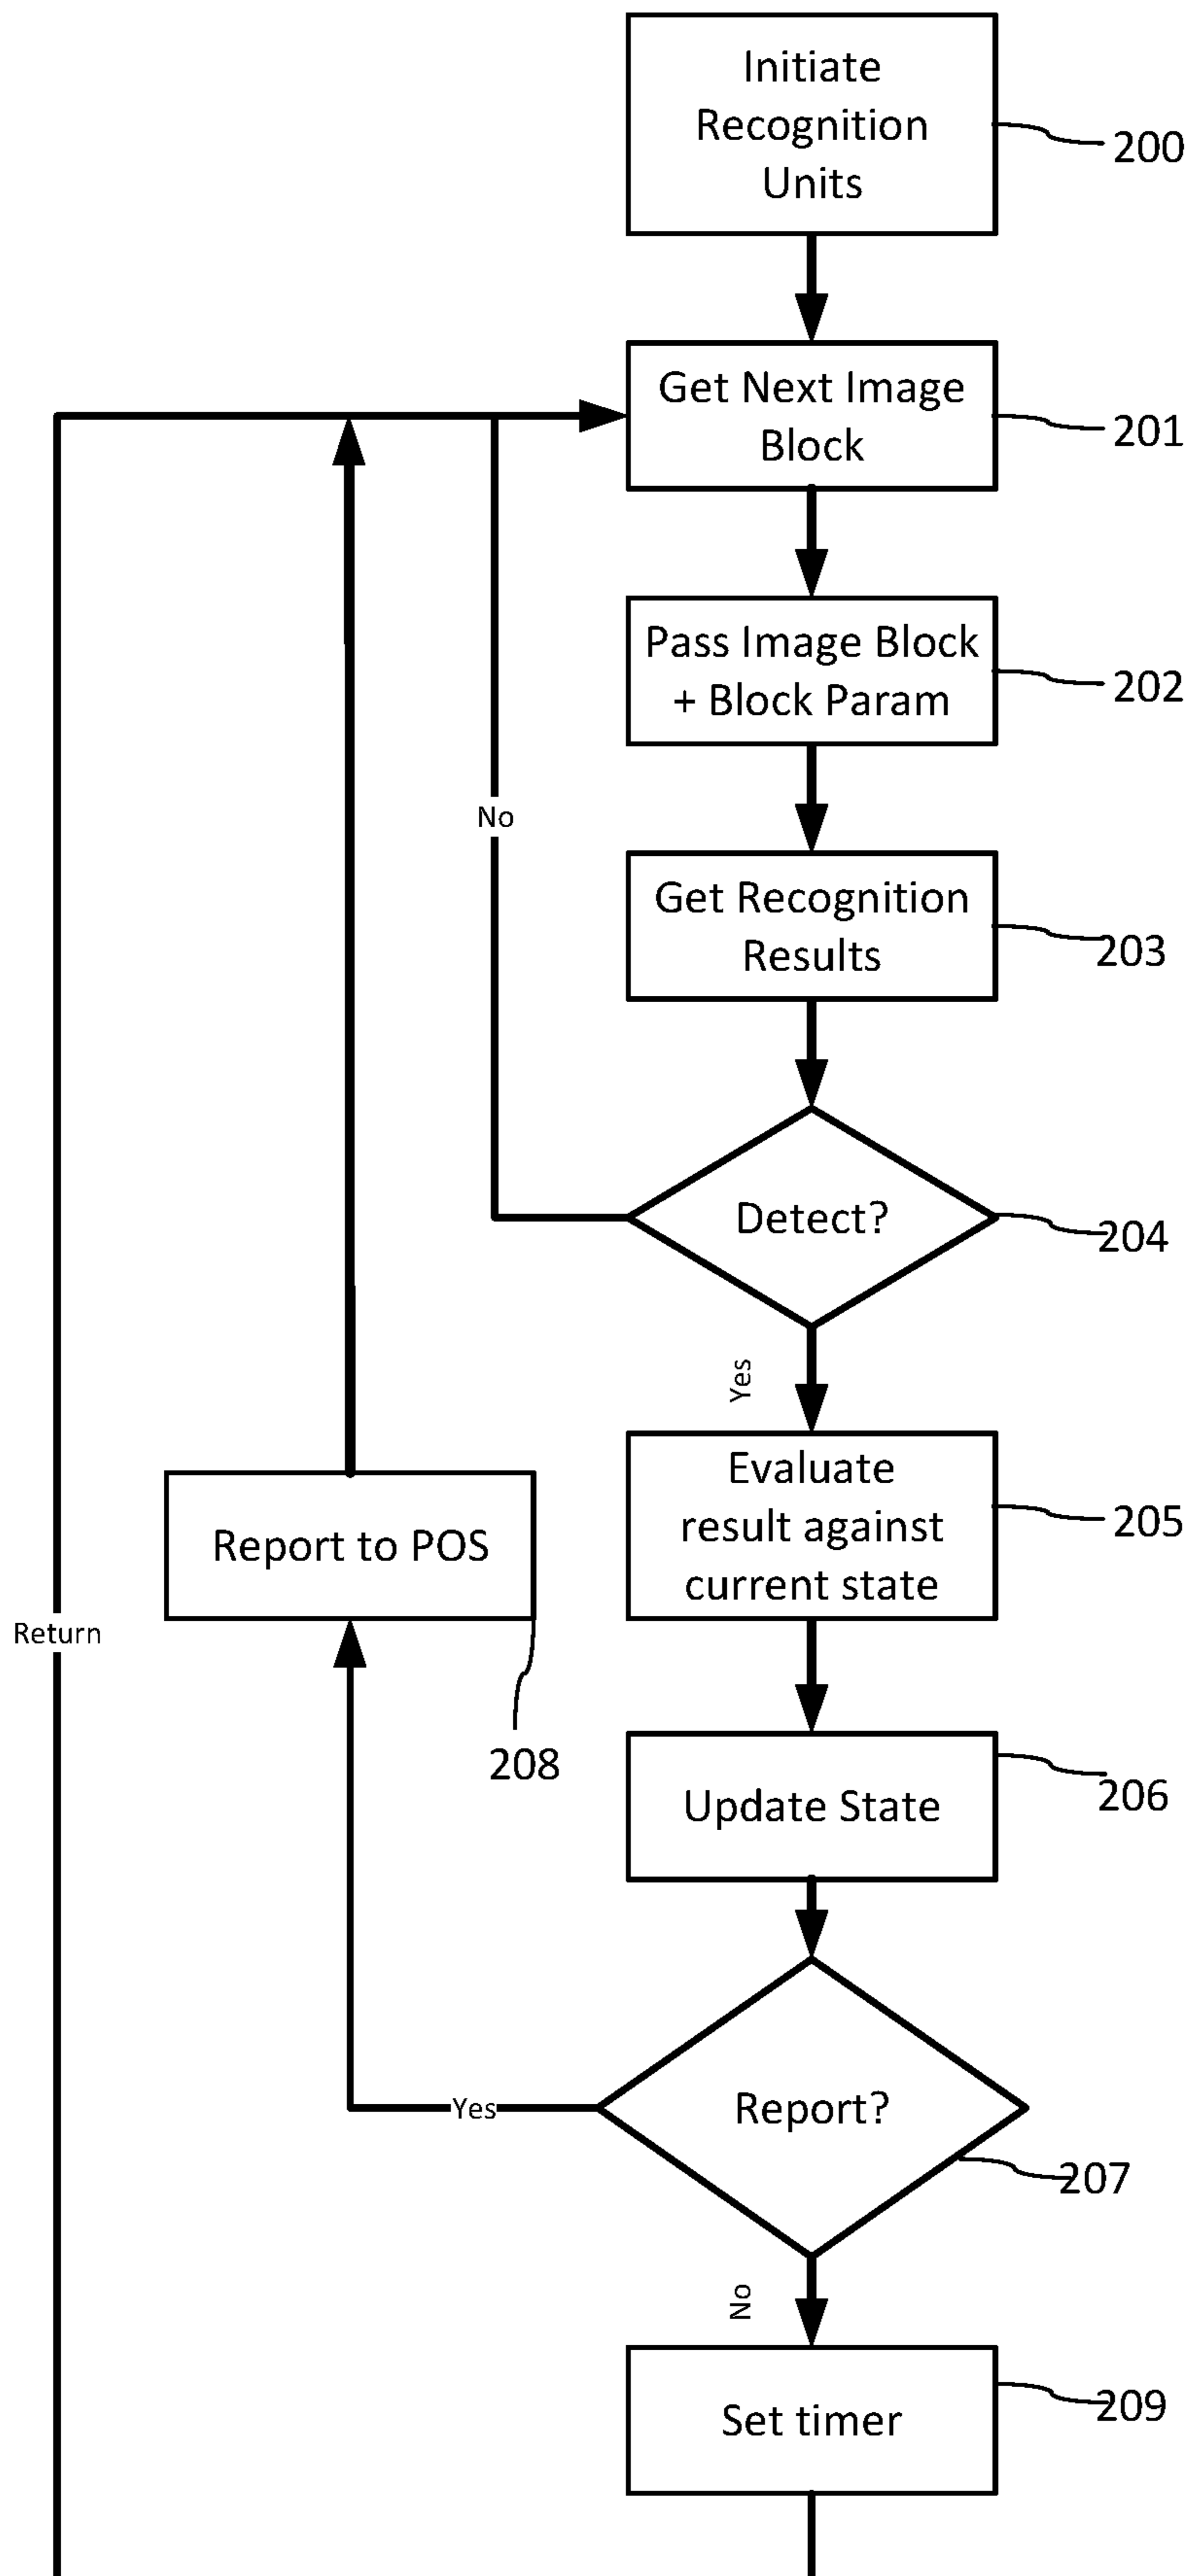 Initiate
Recognition
Units
200
Get Next Image
Block
201
Pass Image Block
+ Block Param
202
No
Get Recognition
Results
203
Detect?
204
Yes
Evaluate
result against
current state
205
Report to POS
Return
208
Update State
206
Report?
Yes
207
No
Set timer
209